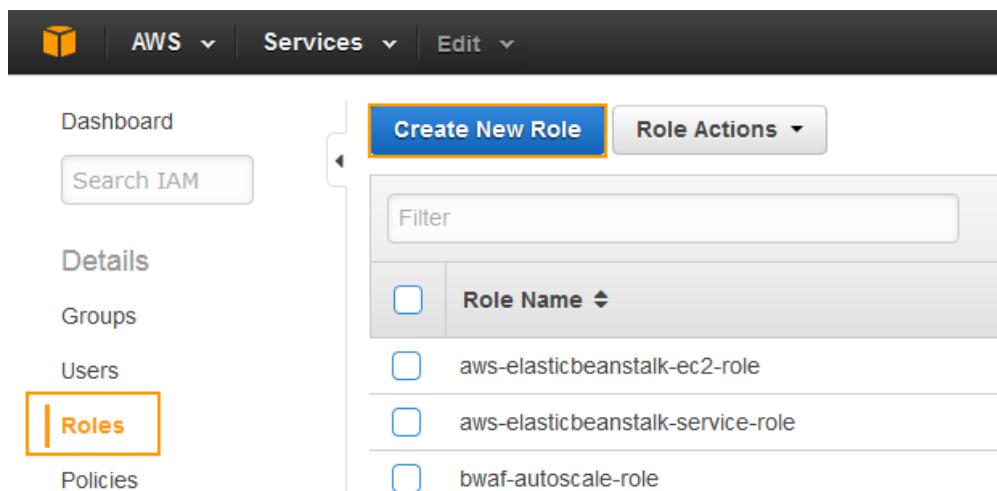 AWS Services Edit
Dashboard
Search IAM
Details
Groups
Users
Roles
Policies
Create New Role Role Actions
Filter
Role Name
aws-elasticbeanstalk-ec2-role
aws-elasticbeanstalk-service-role
bwaf-autoscale-role